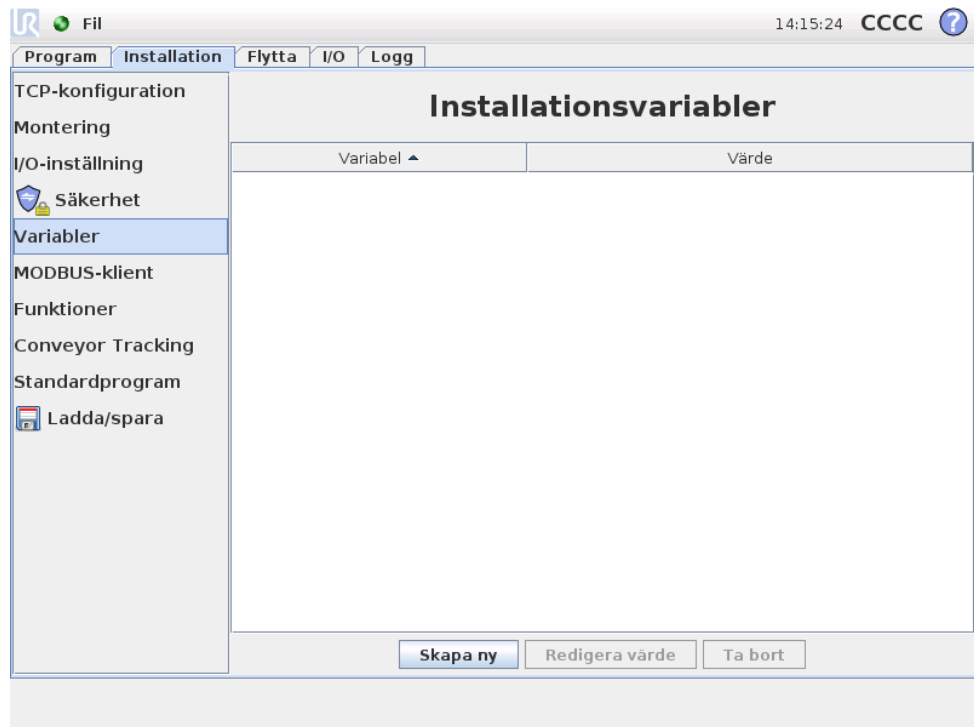 UR Fil 14:15:24 CCCC ?
Program Installation Flytta I/O Logg
TCP-konfiguration
Montering
I/O-inställning
Säkerhet
Variabler
MODBUS-klient
Funktioner
Conveyor Tracking
Standardprogram
Ladda/spara
Installationsvariabler
Variabel Värde
Skapa ny Redigera värde Ta bort